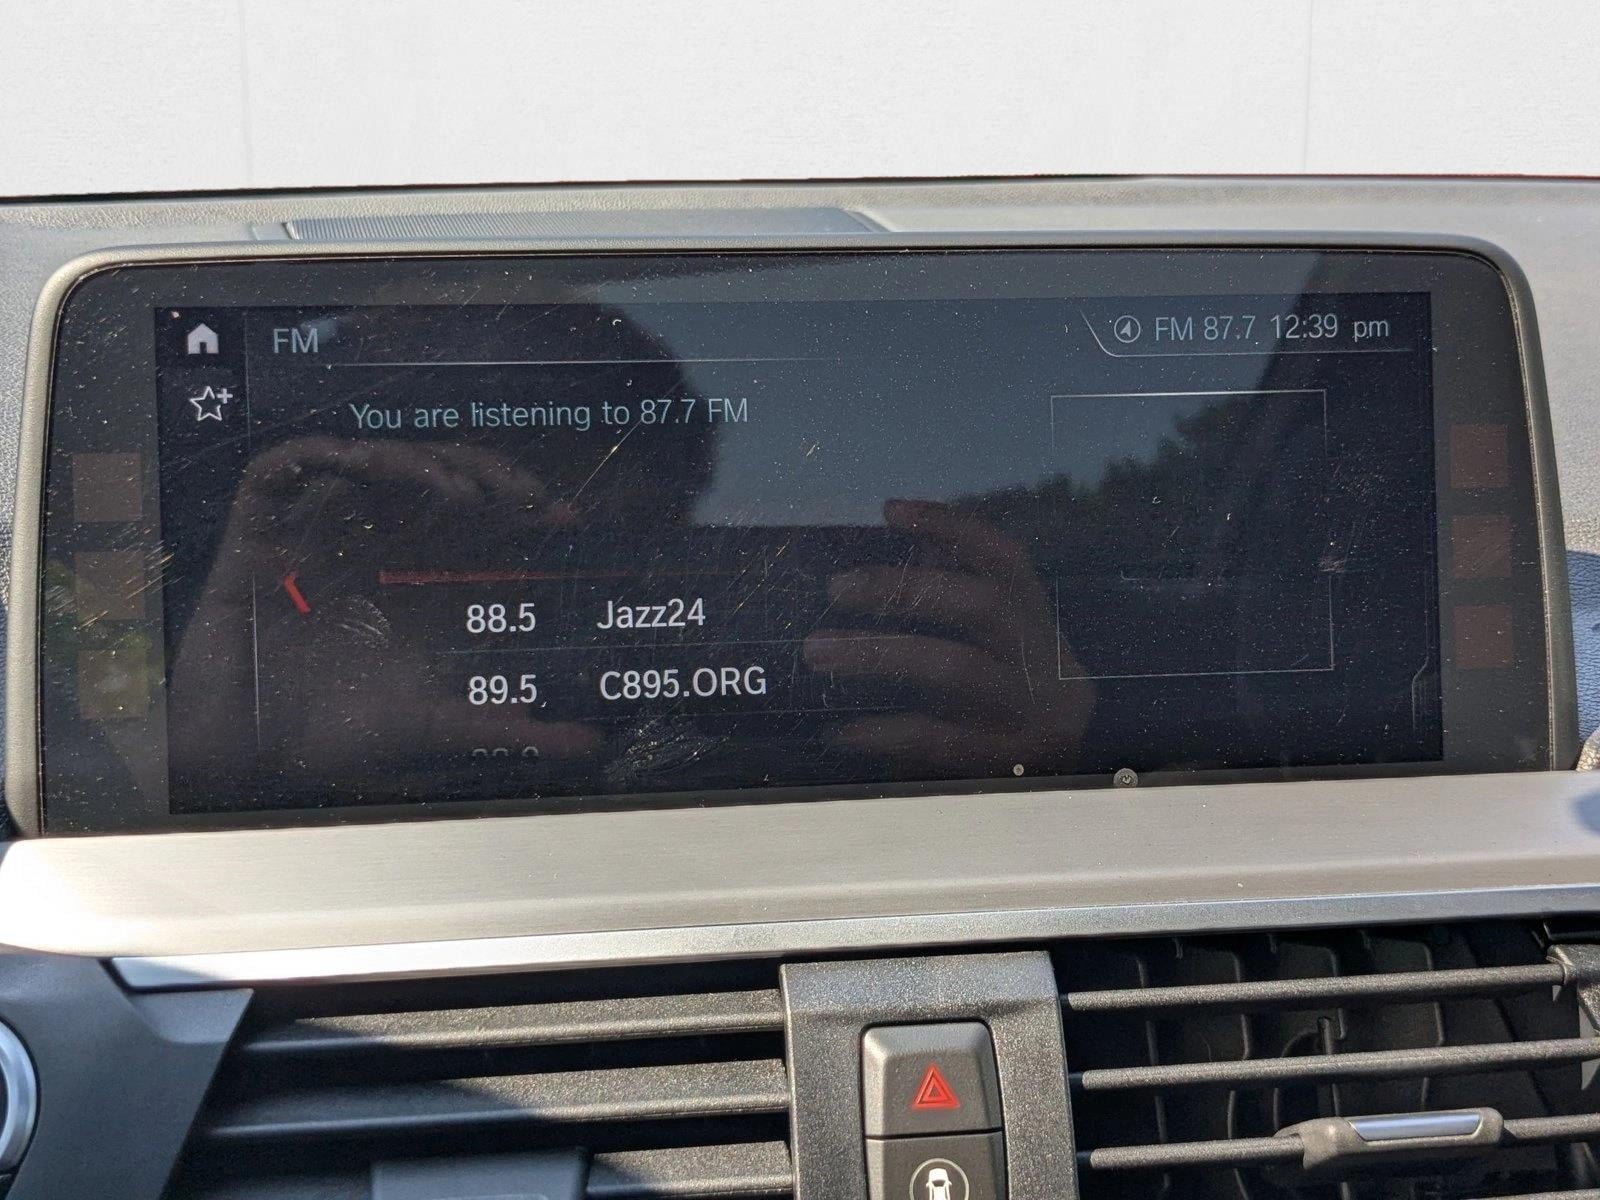 FM
FM 87.7 12:39 pm
You are listening to 87.7 FM
88.5 Jazz24
89.5 C895.ORG